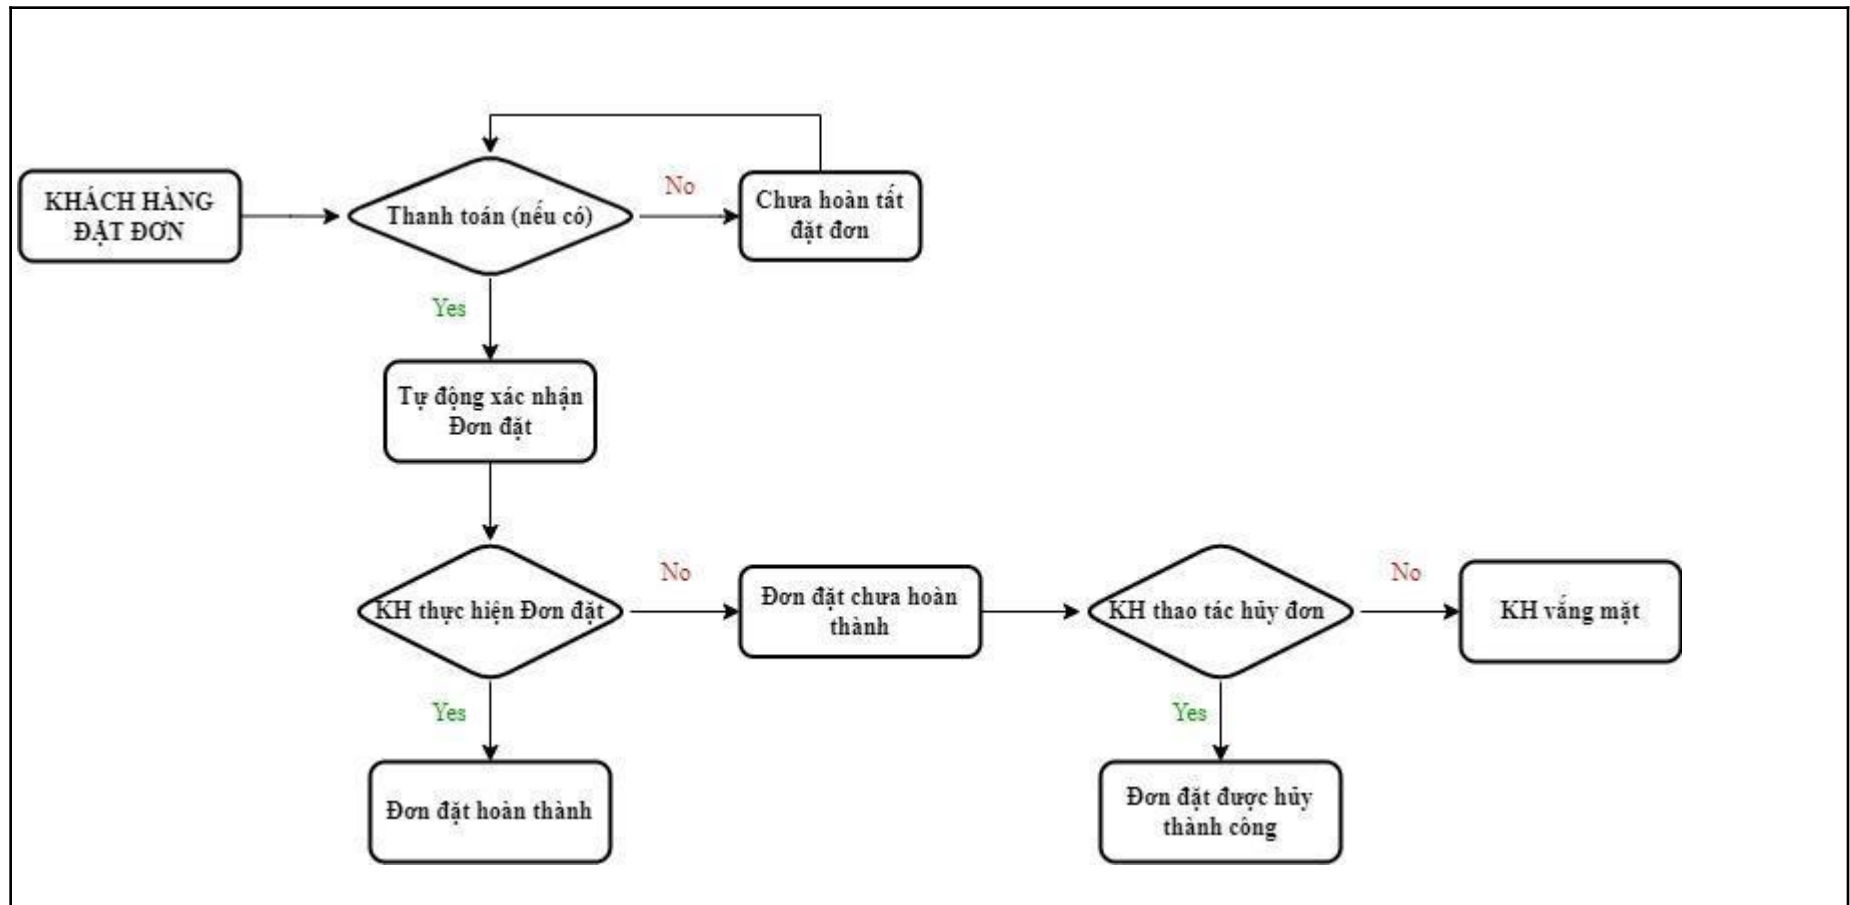 KHÁCH HÀNG
ĐẶT ĐƠN
Thanh toán (nếu có)
No
Chưa hoàn tất
đặt đơn
Yes
Tự động xác nhận
Đơn đặt
KH thực hiện Đơn đặt
No
Đơn đặt chưa hoàn
thành
KH thao tác hủy đơn
No
KH vắng mặt
Yes
Đơn đặt hoàn thành
Yes
Đơn đặt được hủy
thành công